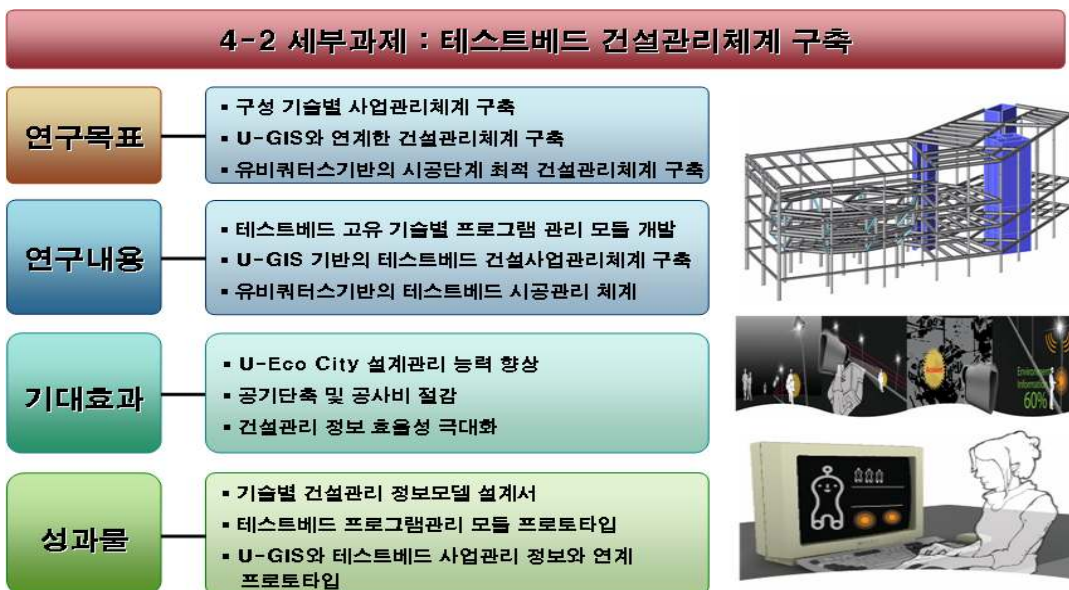 4-2 세부과제 : 테스트베드 건설관리체계 구축
연구목표
▪ 구성 기술별 사업관리체계 구축
▪ U-GIS와 연계한 건설관리체계 구축
▪ 유비쿼터스기반의 시공단계 최적 건설관리체계 구축
연구내용
▪ 테스트베드 고유 기술별 프로그램 관리 모듈 개발
▪ U-GIS 기반의 테스트베드 건설사업관리체계 구축
▪ 유비쿼터스기반의 테스트베드 시공관리 체계
기대효과
▪ U-Eco City 설계관리 능력 향상
▪ 공기단축 및 공사비 절감
▪ 건설관리 정보 효율성 극대화
성과물
▪ 기술별 건설관리 정보모델 설계서
▪ 테스트베드 프로그램관리 모듈 프로토타입
▪ U-GIS와 테스트베드 사업관리 정보와 연계
프로토타입
Environment
Information
60%